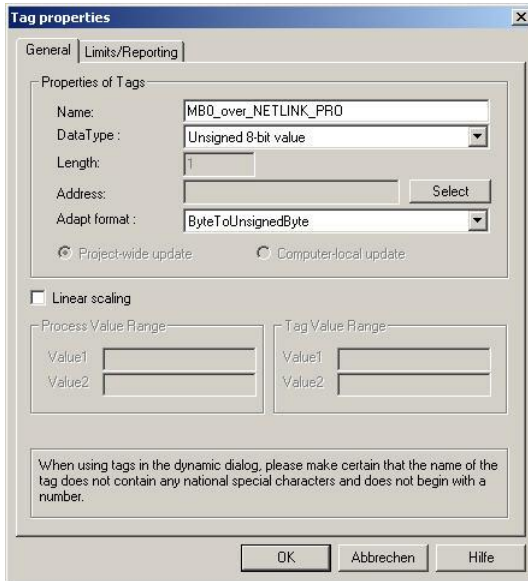 Tag properties
General Limits/Reporting
Properties of Tags
Name: MB0_over_NETLINK_PRO
DataType : Unsigned 8-bit value
Length: 1
Address: Select
Adapt format : ByteToUnsignedByte
Project-wide update Computer-local update
Linear scaling
Process Value Range Tag Value Range
Value1 Value1
Value2 Value2
When using tags in the dynamic dialog, please make certain that the name of the
tag does not contain any national special characters and does not begin with a
number.
OK Abbrechen Hilfe